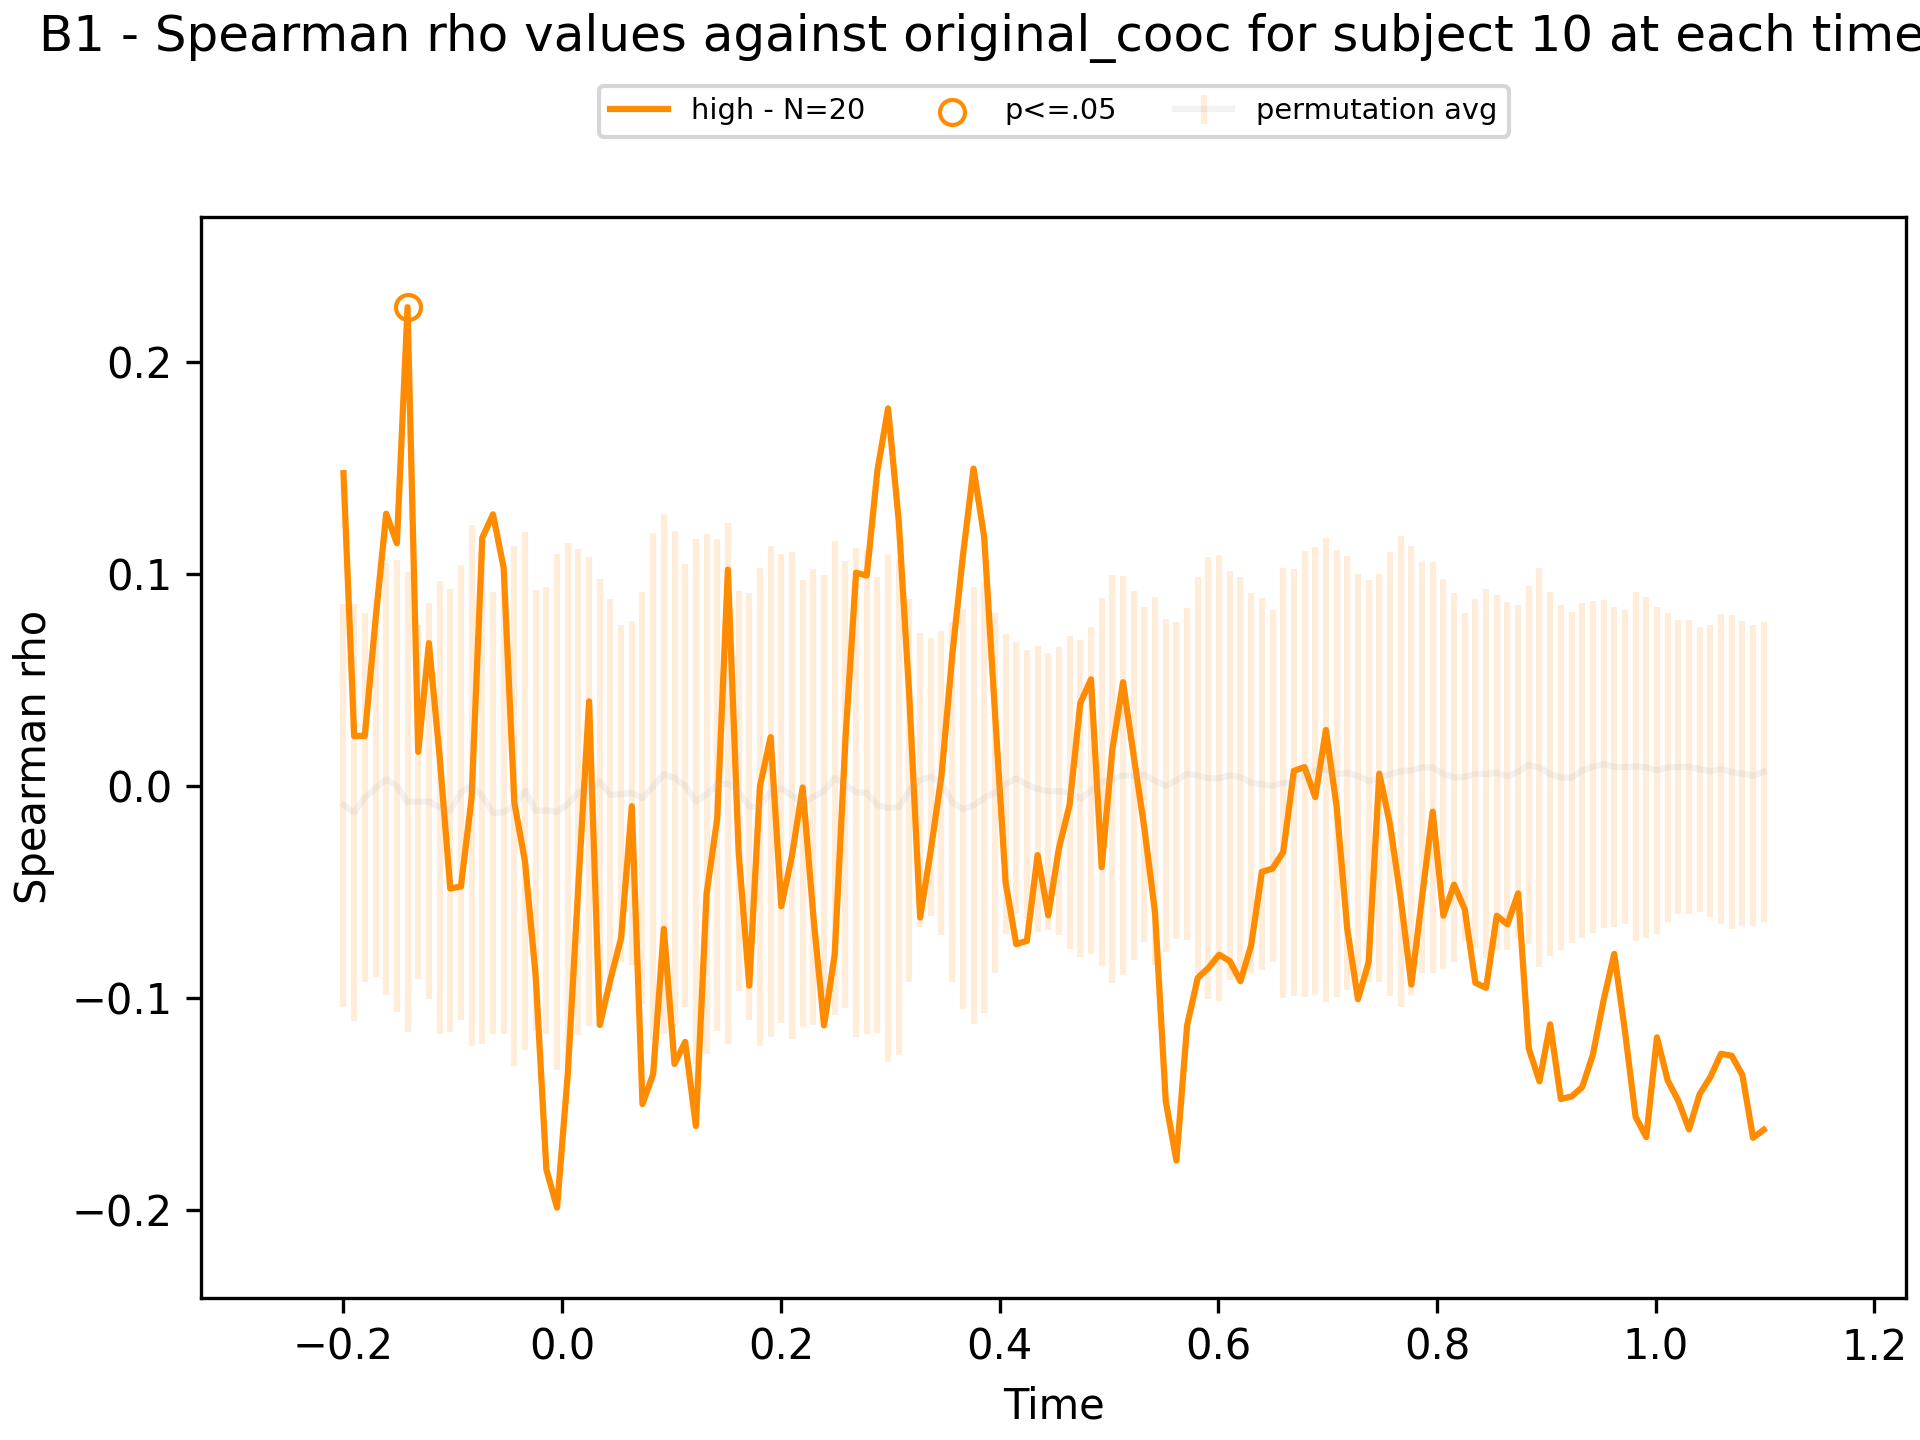 B1 - Spearman rho values against original_cooc for subject 10 at each time
high - N=20 p<=.05 permutation avg
Spearman rho
0.2
0.1
0.0
−0.1
−0.2
−0.2 0.0 0.2 0.4 0.6 0.8 1.0 1.2
Time